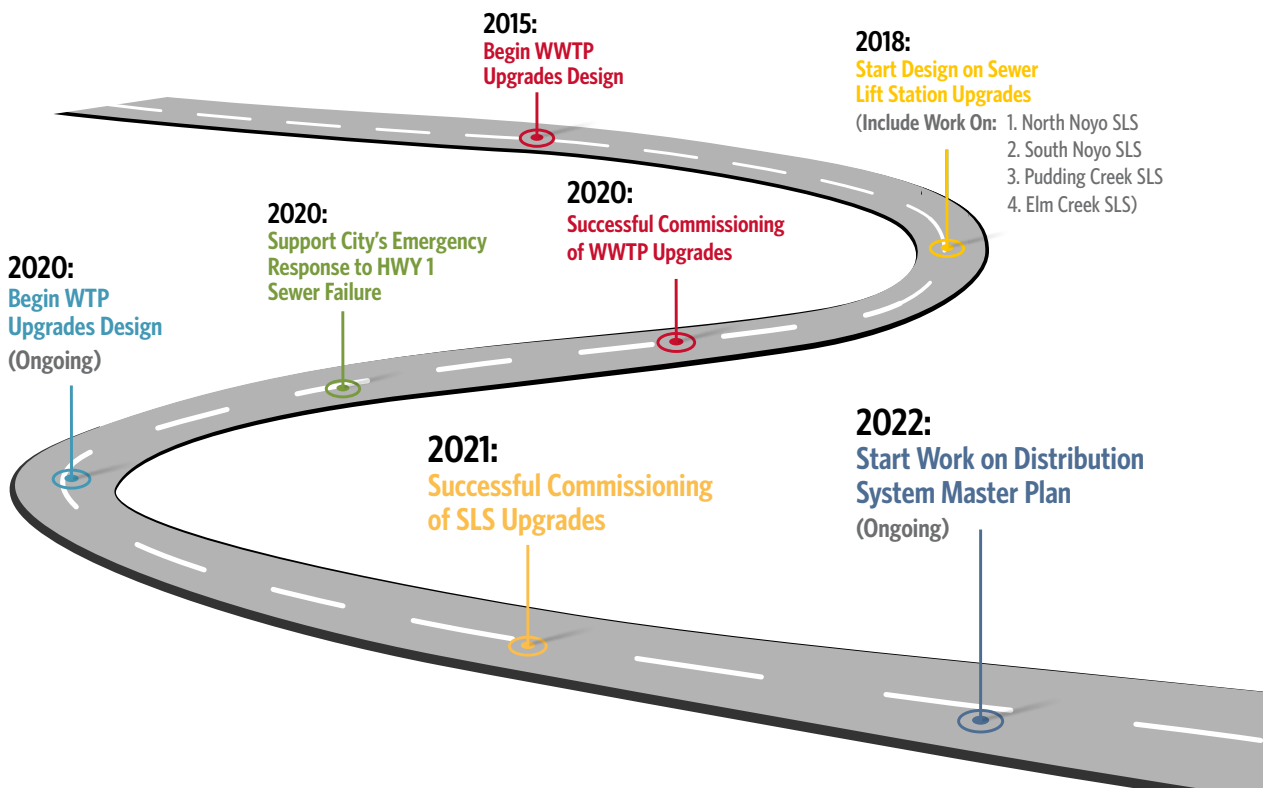 2015:
Begin WWTP
Upgrades Design
2018:
Start Design on Sewer
Lift Station Upgrades
(Include Work On: 1. North Noyo SLS
2. South Noyo SLS
3. Pudding Creek SLS
4. Elm Creek SLS)
2020:
Successful Commissioning
of WWTP Upgrades
2020:
Support City's Emergency
Response to HWY 1
Sewer Failure
2020:
Begin WTP
Upgrades Design
(Ongoing)
2021:
Successful Commissioning
of SLS Upgrades
2022:
Start Work on Distribution
System Master Plan
(Ongoing)